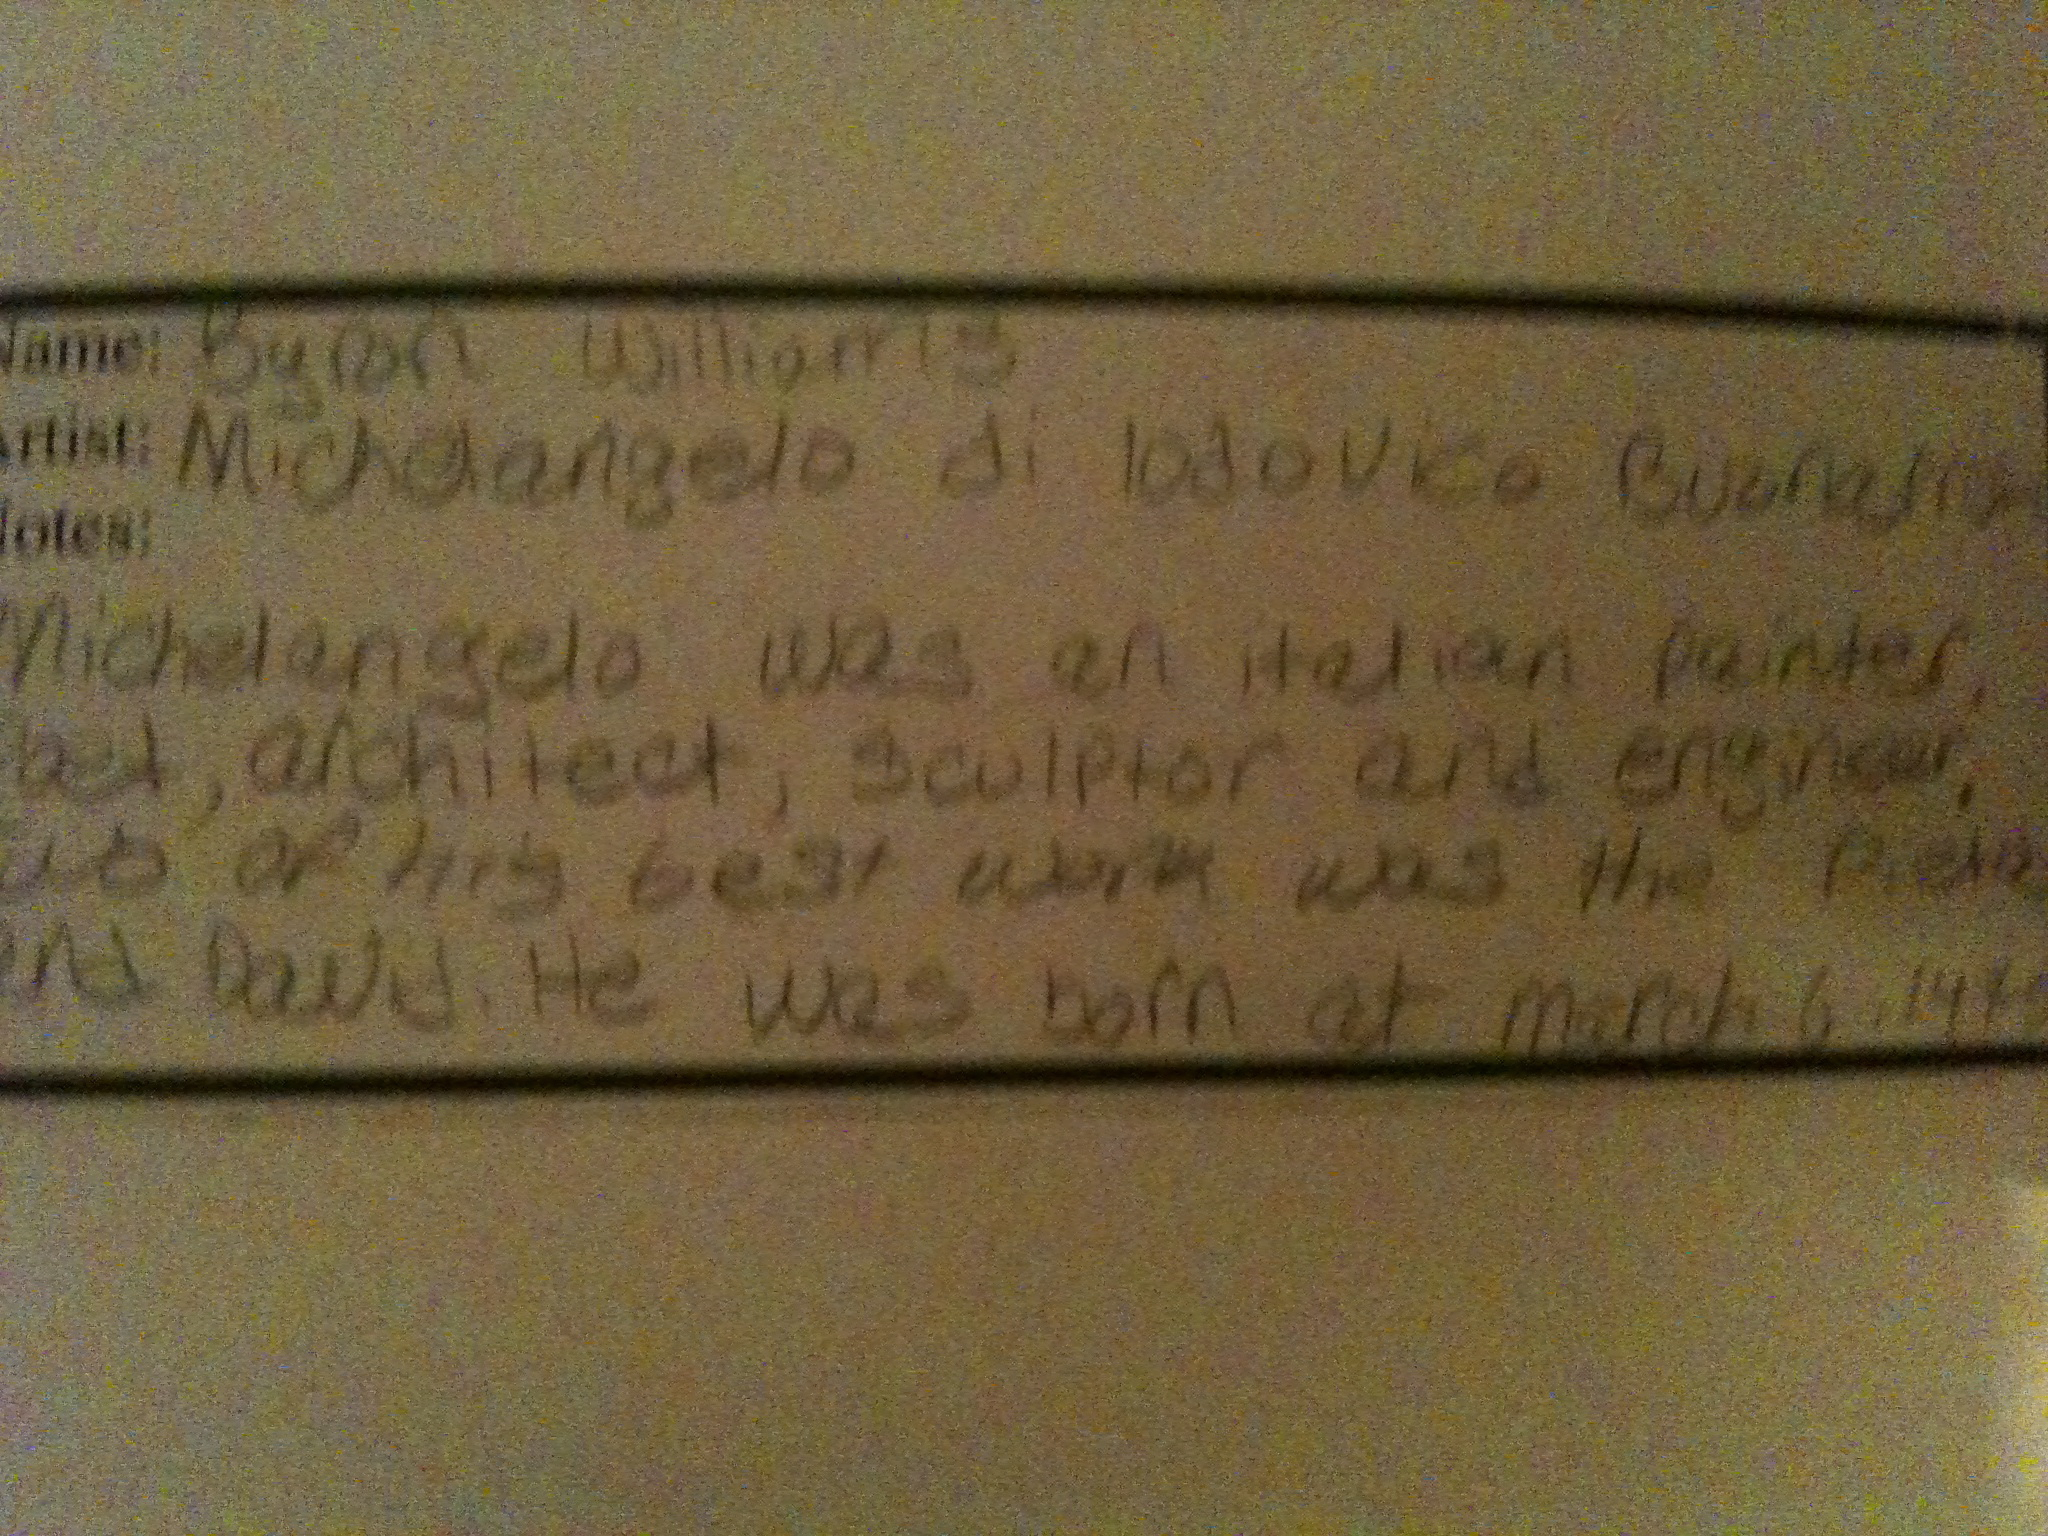 Name: Byron Williams
Artist: Michelangelo di lodovico
Notes:
Michelangelo was an italian painter,
, architect, sculptor and engineer,
of his best work was the
and David. He was born at March 6,